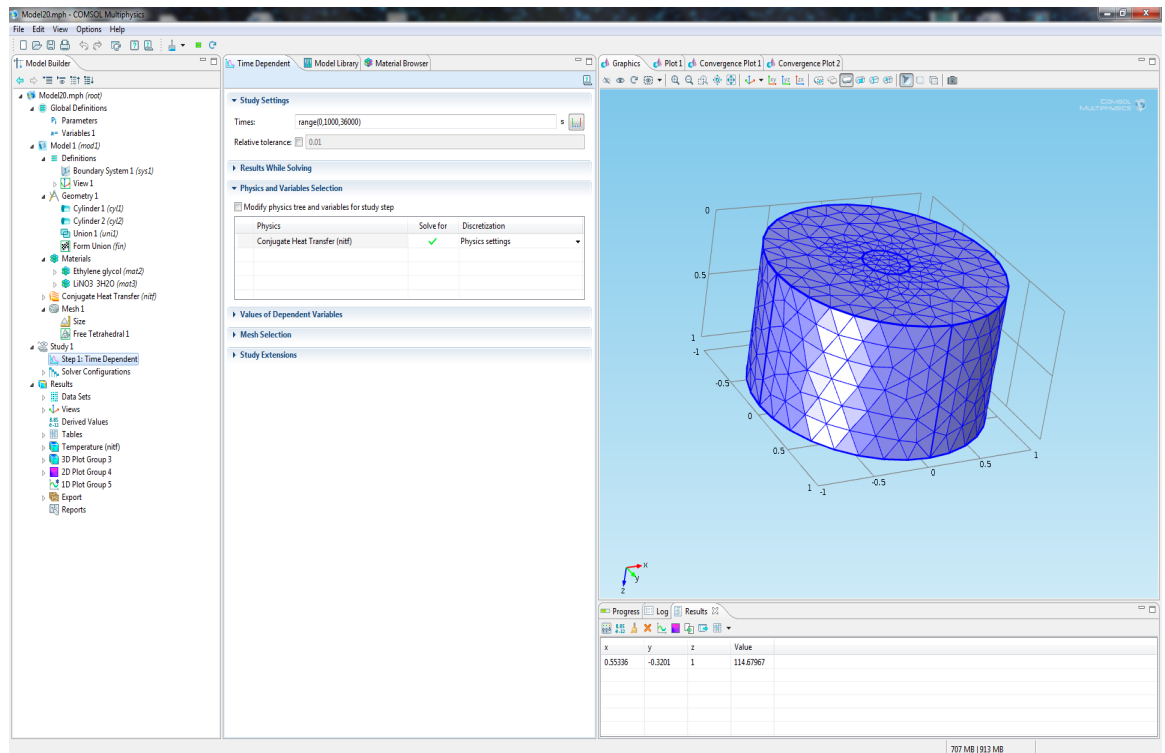 Model20.mph - COMSOL Multiphysics
File Edit View Options Help
Model Builder
Model20.mph (root)
Global Definitions
Pi Parameters
a= Variables 1
Model 1 (mod1)
Definitions
Boundary System 1 (sys1)
View 1
Geometry 1
Cylinder 1 (cyl1)
Cylinder 2 (cyl2)
Union 1 (uni1)
Form Union (fin)
Materials
Ethylene glycol (mat2)
LiNO3 3H2O (mat3)
Conjugate Heat Transfer (nitf)
Mesh 1
Size
Free Tetrahedral 1
Study 1
Step 1: Time Dependent
Solver Configurations
Results
Data Sets
Views
Derived Values
Tables
Temperature (nitf)
3D Plot Group 3
2D Plot Group 4
1D Plot Group 5
Export
Reports
Time Dependent Model Library Material Browser
Study Settings
Times: range(0,1000,36000) s
Relative tolerance: 0.01
Results While Solving
Physics and Variables Selection
Modify physics tree and variables for study step
Physics Solve for Discretization
Conjugate Heat Transfer (nitf) Physics settings
Values of Dependent Variables
Mesh Selection
Study Extensions
Graphics Plot 1 Convergence Plot 1 Convergence Plot 2
COMSOL
MULTIPHYSICS
0
0.5
1
-1
-0.5
0
0.5
1
-1
-0.5
0
0.5
1
x
y
z
Progress Log Results
x y z Value
0.55336 -0.3201 1 114.67967
707 MB | 913 MB